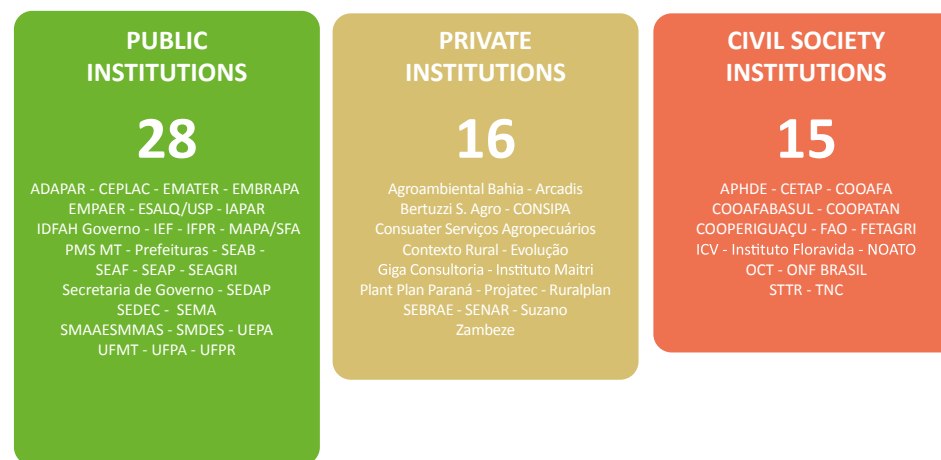 PUBLIC
INSTITUTIONS
28
ADAPAR - CEPLAC - EMATER - EMBRAPA
EMPAER - ESALQ/USP - IAPAR
IDFAH Governo - IEF - IFPR - MAPA/SFA
PMS MT - Prefeituras - SEAB -
SEAF - SEAP - SEAGRI
Secretaria de Governo - SEDAP
SEDEC - SEMA
SMAAESMMAS - SMDES - UEPA
UFMT - UFPA - UFPR
PRIVATE
INSTITUTIONS
16
Agroambiental Bahia - Arcadis
Bertuzzi S. Agro - CONSIPA
Consuater Serviços Agropecuários
Contexto Rural - Evolução
Giga Consultoria - Instituto Maitri
Plant Plan Paraná - Projatec - Ruralplan
SEBRAE - SENAR - Suzano
Zambeze
CIVIL SOCIETY
INSTITUTIONS
15
APHDE - CETAP - COOAFA
COOAFABASUL - COOPATAN
COOPERIGUAÇU - FAO - FETAGRI
ICV - Instituto Floravida - NOATO
OCT - ONF BRASIL
STTR - TNC